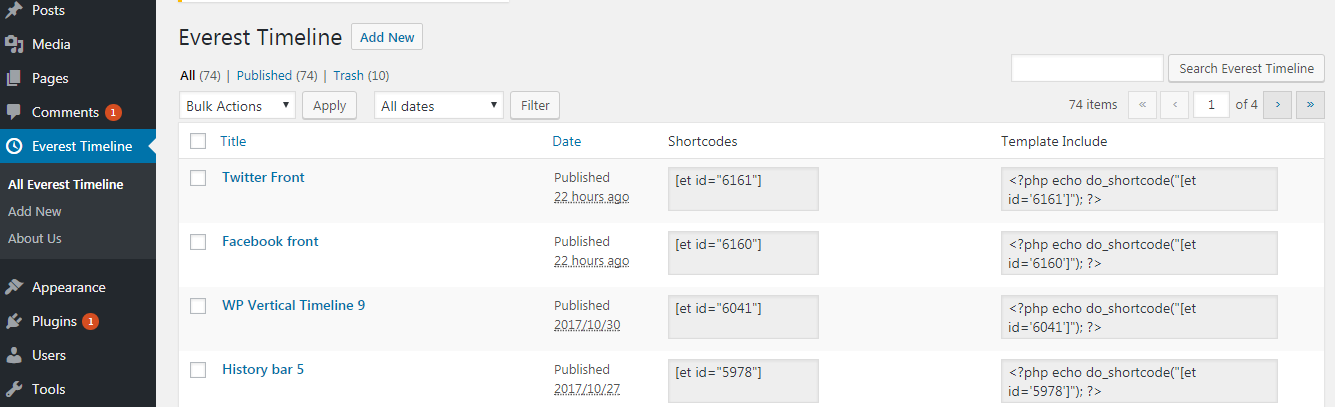 Posts
Media
Pages
Comments 1
Everest Timeline
All Everest Timeline
Add New
About Us
Appearance
Plugins 1
Users
Tools
Everest Timeline Add New
All (74) | Published (74) | Trash (10)
Search Everest Timeline
Bulk Actions Apply All dates Filter
74 items « ‹ 1 of 4 › »
Title Date Shortcodes Template Include
Twitter Front
Published
22 hours ago
[et id="6161"]
<?php echo do_shortcode("[et
id='6161']"); ?>
Facebook front
Published
22 hours ago
[et id="6160"]
<?php echo do_shortcode("[et
id='6160']"); ?>
WP Vertical Timeline 9
Published
2017/10/30
[et id="6041"]
<?php echo do_shortcode("[et
id='6041']"); ?>
History bar 5
Published
2017/10/27
[et id="5978"]
<?php echo do_shortcode("[et
id='5978']"); ?>